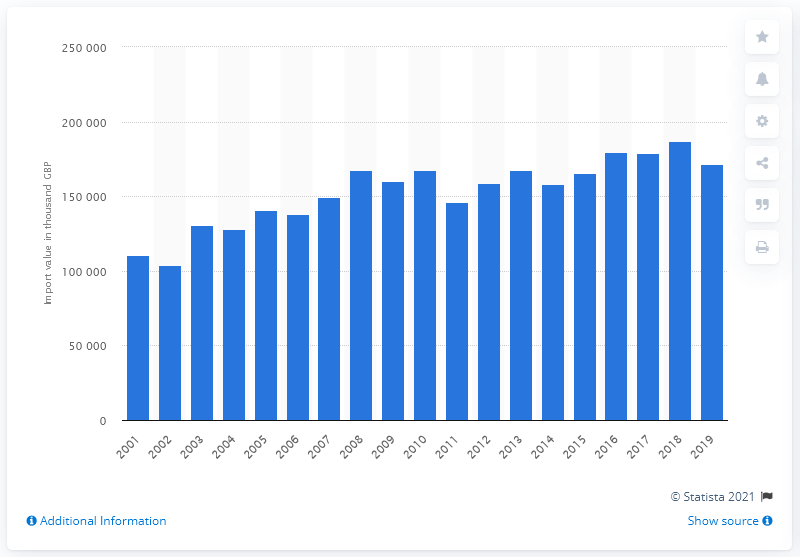 250 000
200 000
150 000
100 000
50 000
0
Import value in thousand GBP
2001 2002 2003 2004 2005 2006 2007 2008 2009 2010 2011 2012 2013 2014 2015 2016 2017 2018 2019
© Statista 2021
Additional Information
Show source